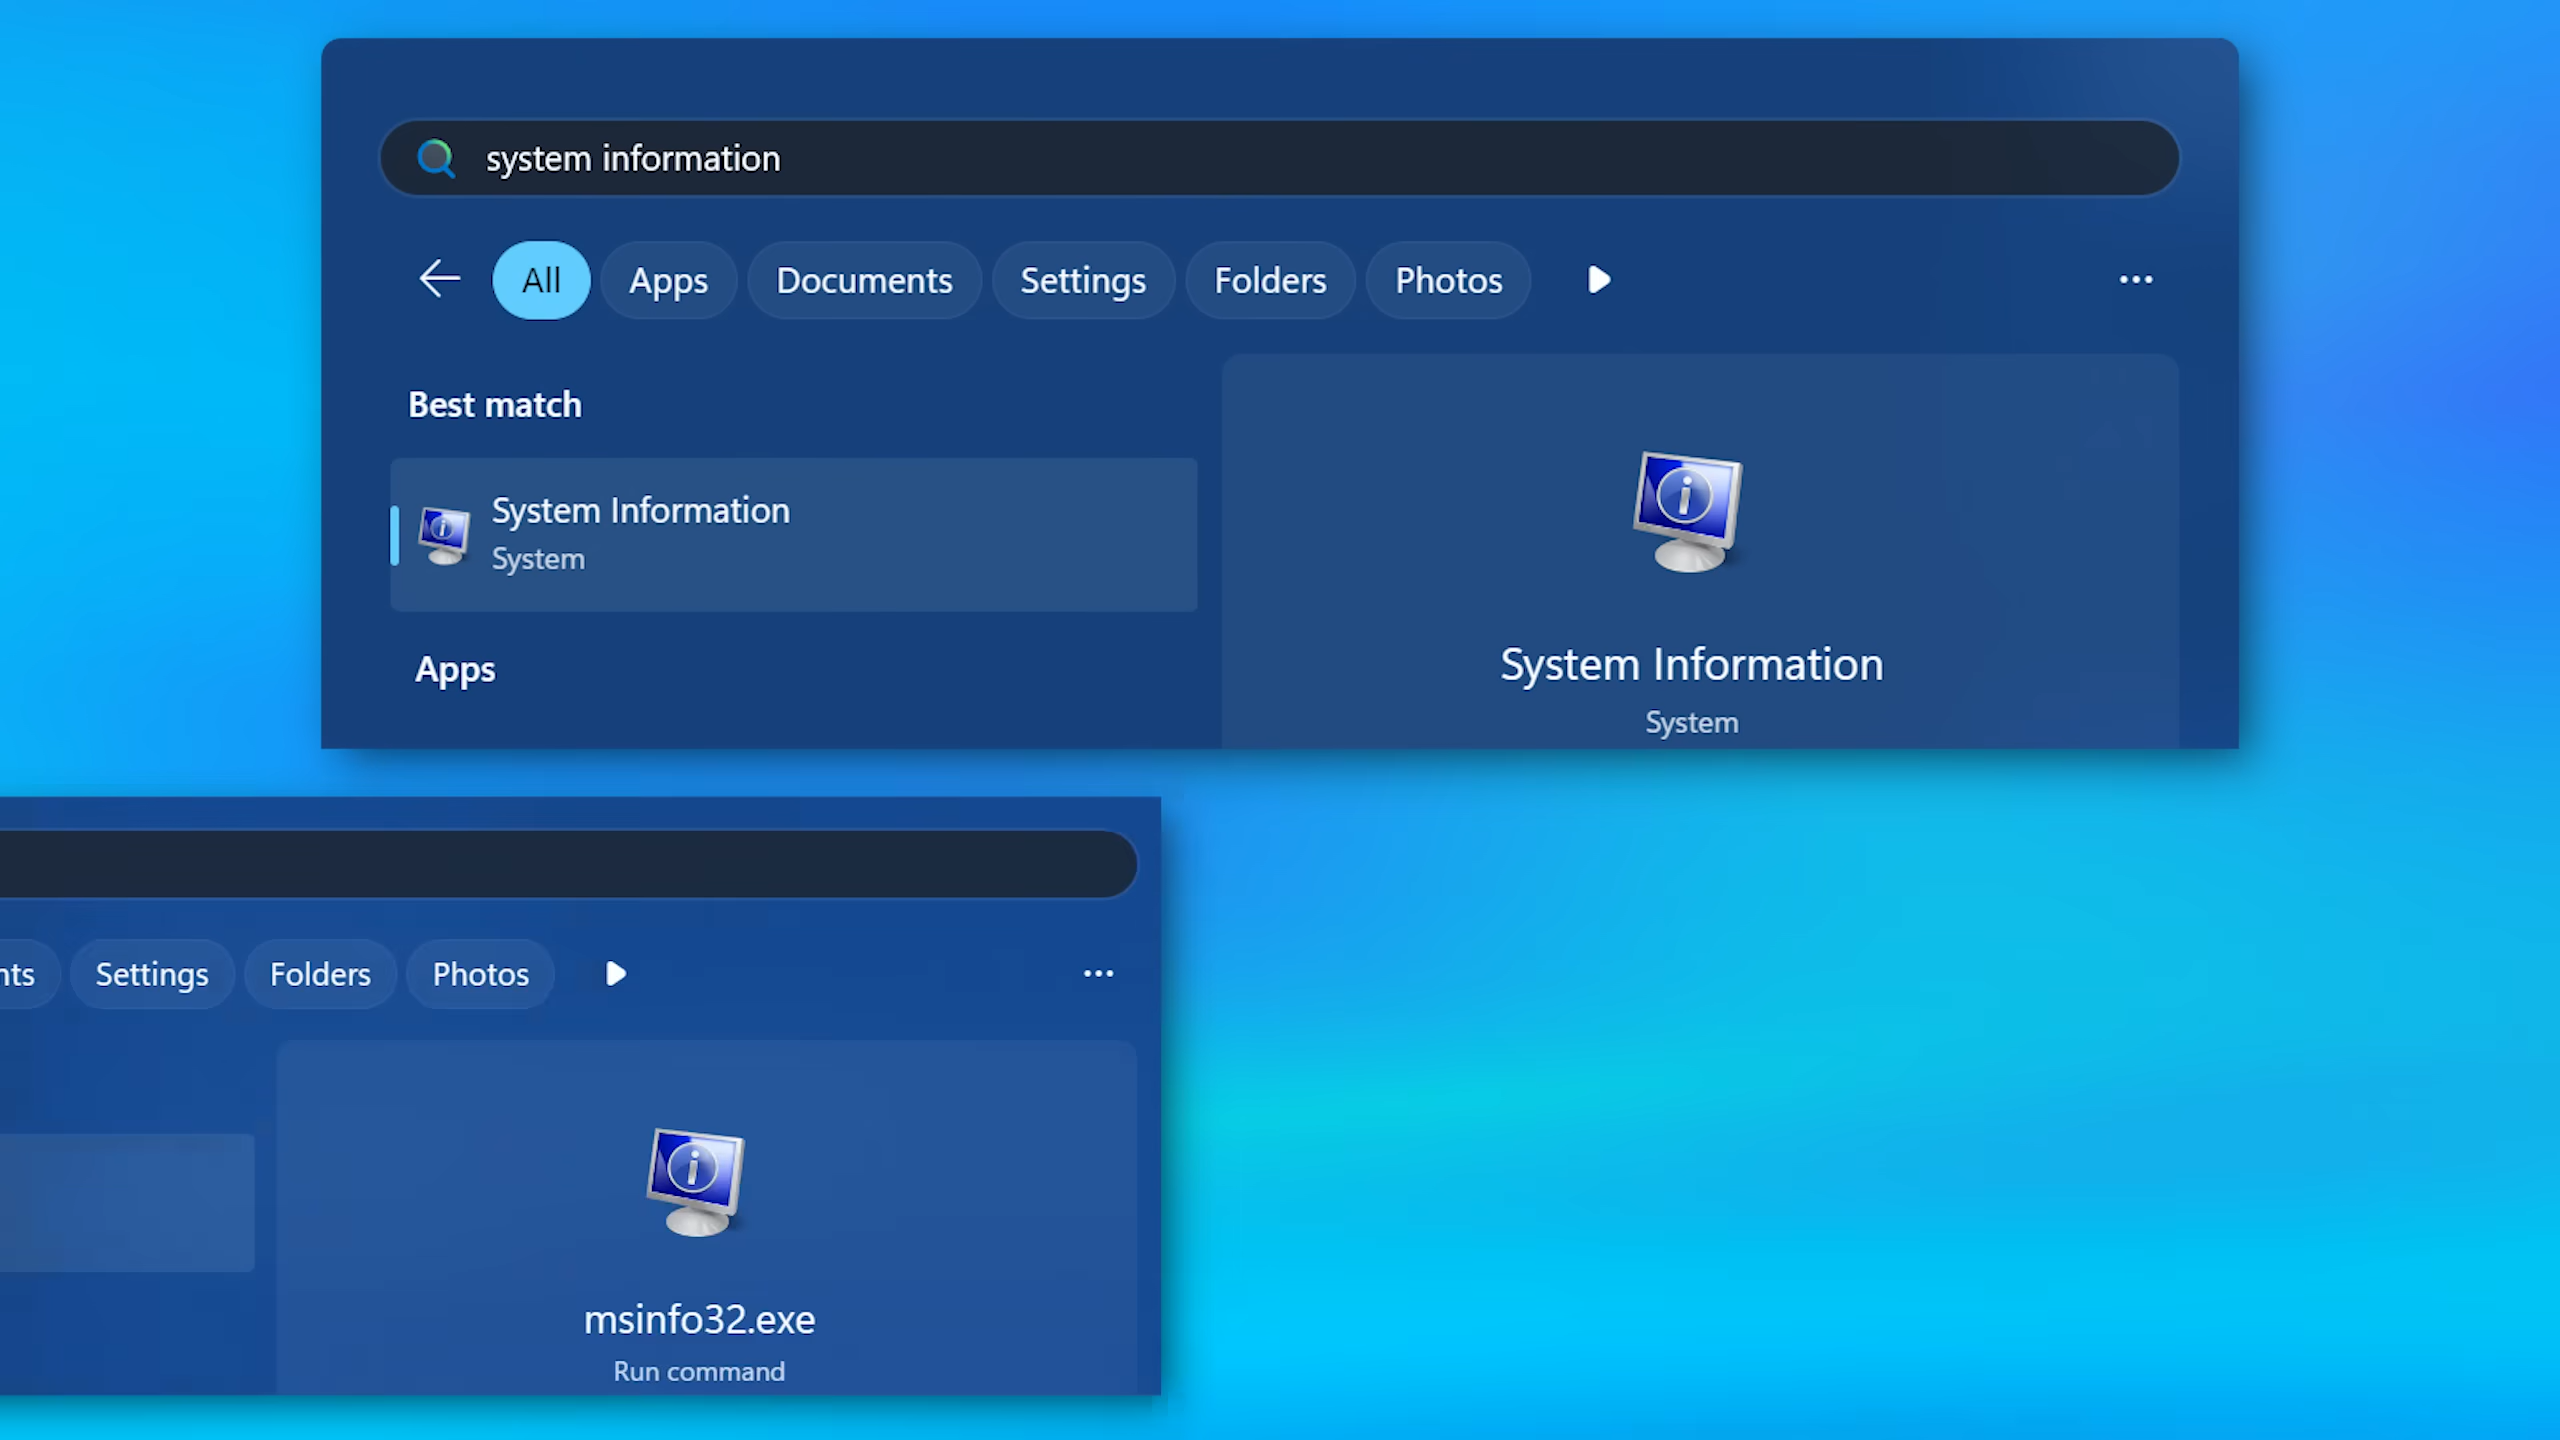 system information
All Apps Documents Settings Folders Photos
Best match
System Information
System
Apps
System Information
System
Settings Folders Photos
msinfo32.exe
Run command